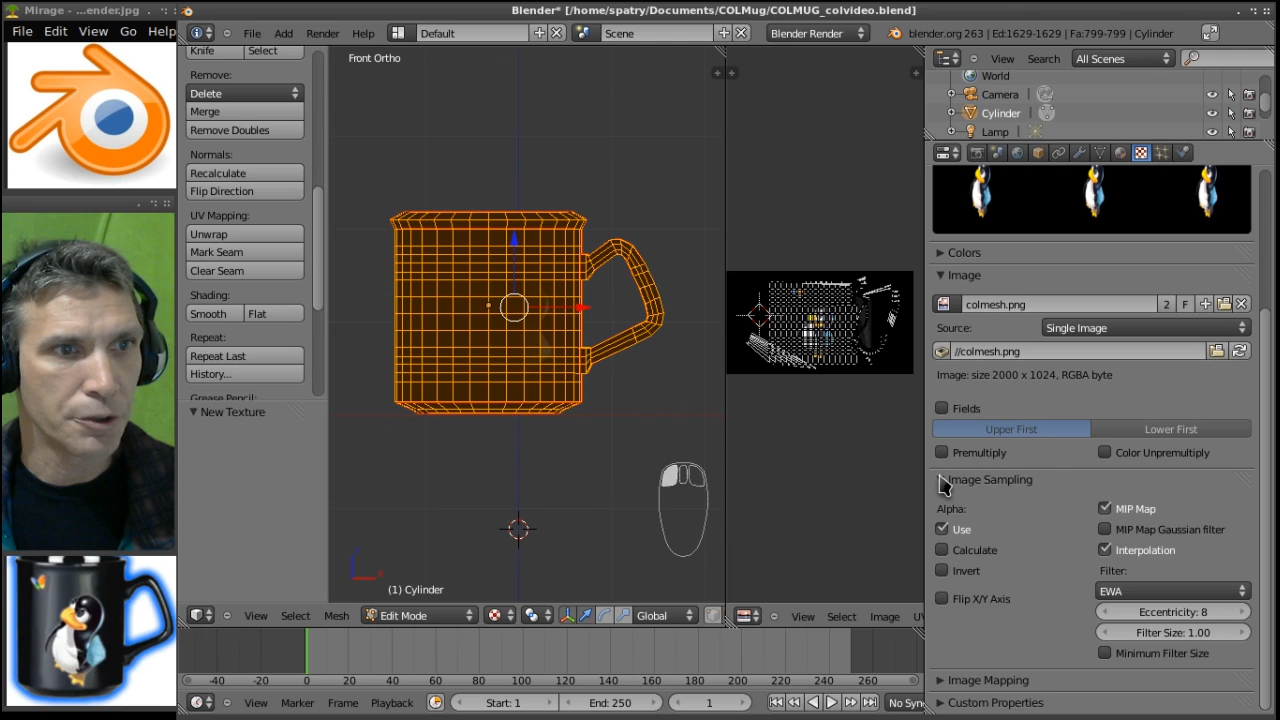 Mirage - ...ender.jpg
Blender* [/home/spatry/Documents/COLMug/COLMUG_colvideo.blend]
File Edit View Go Help
File Add Render Help
Default
Scene
Blender Render
blender.org 263 | Ed:1629-1629 | Fa:799-799 | Cylinder
Knife Select
Remove:
Delete
Merge
Remove Doubles
Normals:
Recalculate
Flip Direction
UV Mapping:
Unwrap
Mark Seam
Clear Seam
Shading:
Smooth Flat
Repeat:
Repeat Last
History...
Grease Pencil:
New Texture
Front Ortho
(1) Cylinder
View Select Mesh
Edit Mode
Global
View Select Image
-40 -20 0 20 40 60 80 100 120 140 160 180 200 220 240 260
View Marker Frame Playback
Start: 1
End: 250
1
No Sync
View Search
All Scenes
World
Camera
Cylinder
Lamp
Colors
Image
colmesh.png
2 F
Source:
Single Image
//colmesh.png
Image: size 2000 x 1024, RGBA byte
Fields
Upper First Lower First
Premultiply Color Unpremultiply
Image Sampling
Alpha:
Use
Calculate
Invert
Flip X/Y Axis
MIP Map
MIP Map Gaussian filter
Interpolation
Filter:
EWA
Eccentricity: 8
Filter Size: 1.00
Minimum Filter Size
Image Mapping
Custom Properties